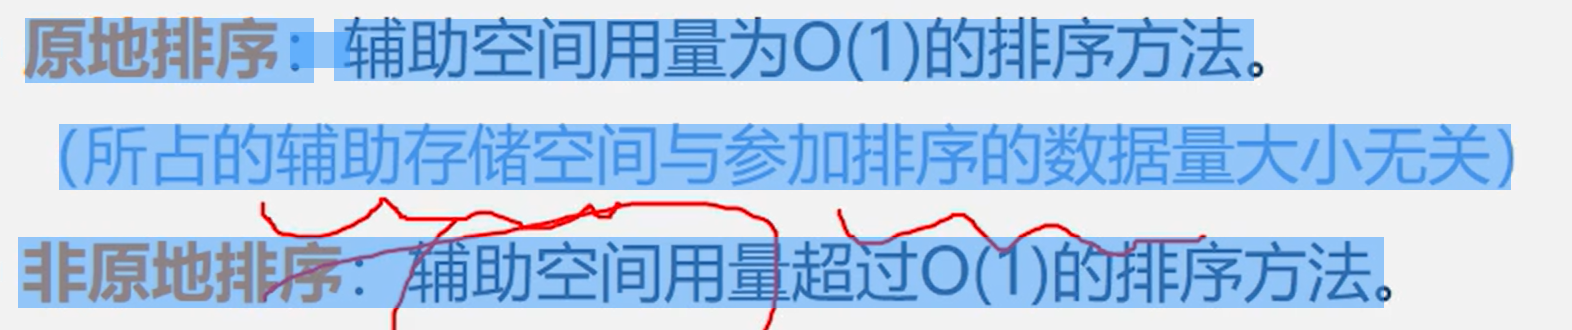 原地排序：辅助空间用量为O(1)的排序方法。
(所占的辅助存储空间与参加排序的数据量大小无关)
非原地排序：辅助空间用量超过O(1)的排序方法。